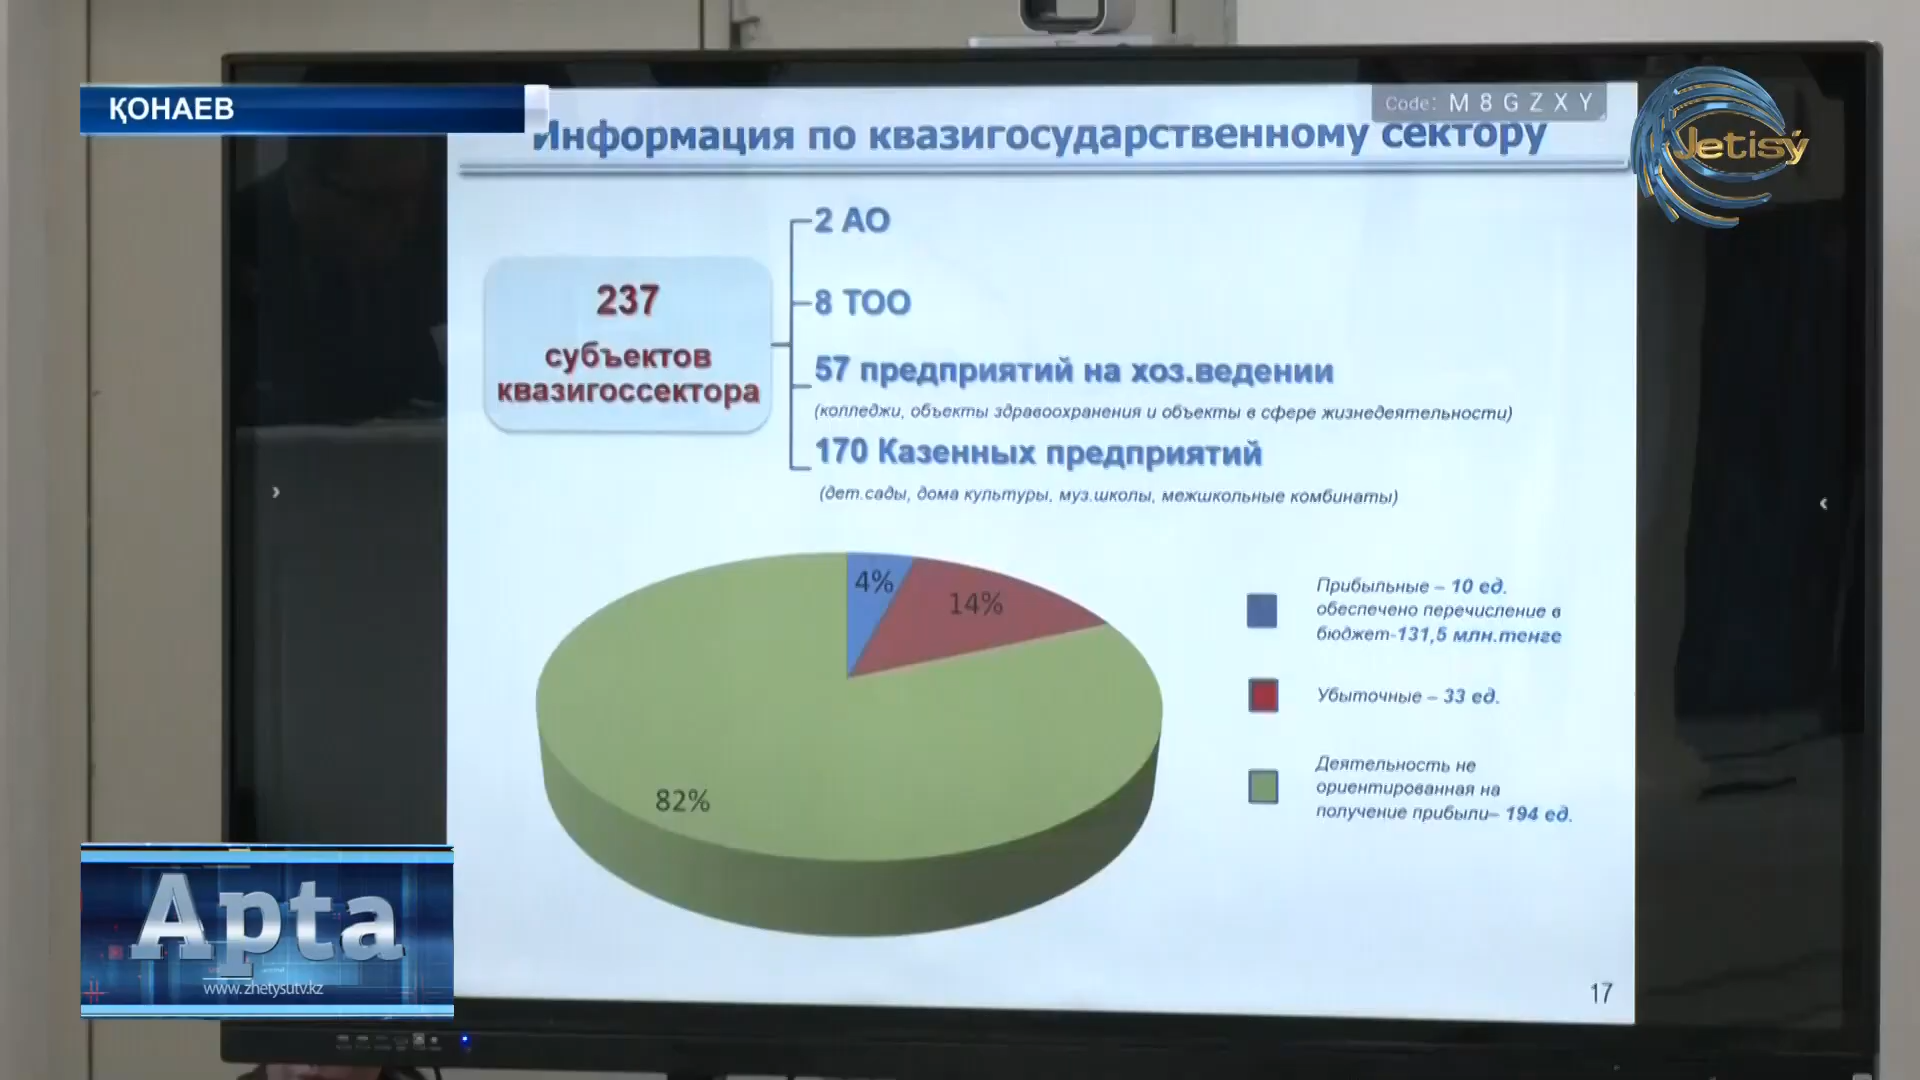 ҚОНАЕВ
Code: M8GZXY
Jetisý
Информация по квазигосударственному сектору
2 АО
8 ТОО
237
субъектов
квазигоссектора
57 предприятий на хоз.ведении
(колледжи, объекты здравоохранения и объекты в сфере жизнедеятельности)
170 Казенных предприятий
(дет.сады, дома культуры, муз.школы, межшкольные комбинаты)
4%
14%
82%
Прибыльные – 10 ед.
обеспечено перечисление в
бюджет-131,5 млн.тенге
Убыточные – 33 ед.
Деятельность не
ориентированная на
получение прибыли– 194 ед.
17
Apta
www.zhetysutv.kz